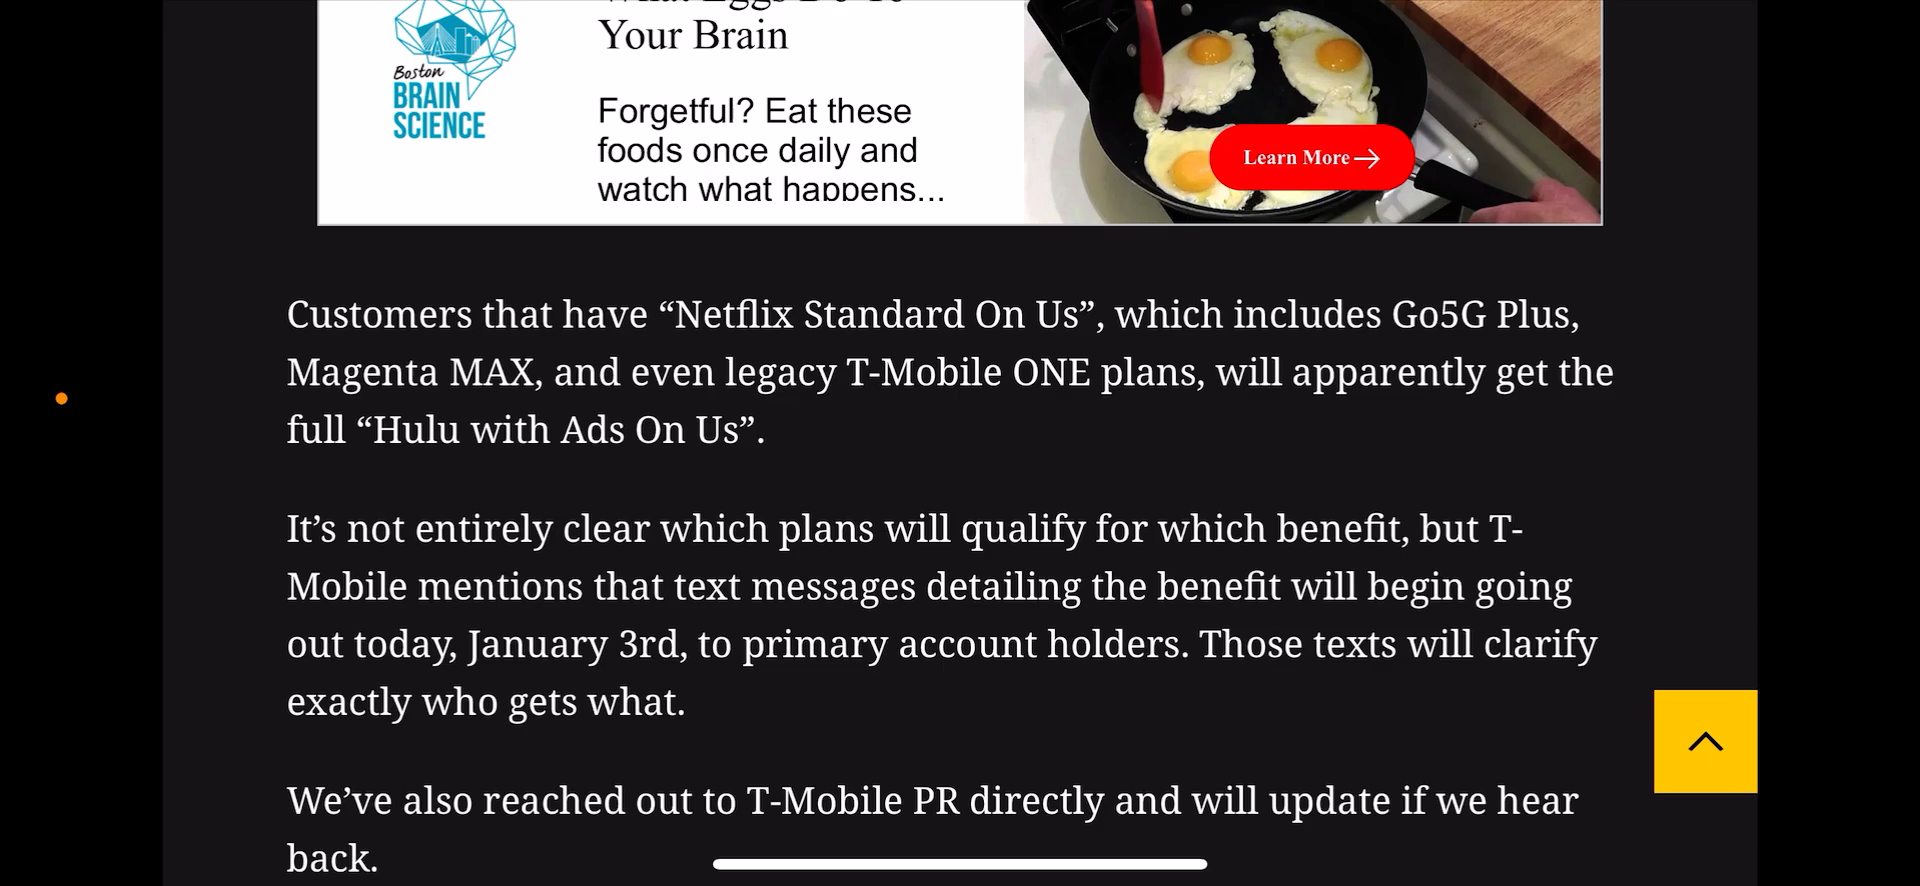 Your Brain
Boston
BRAIN
SCIENCE
Forgetful? Eat these
foods once daily and
watch what happens...
Learn More
Customers that have “Netflix Standard On Us”, which includes Go5G Plus,
Magenta MAX, and even legacy T-Mobile ONE plans, will apparently get the
full “Hulu with Ads On Us”.
It’s not entirely clear which plans will qualify for which benefit, but T-
Mobile mentions that text messages detailing the benefit will begin going
out today, January 3rd, to primary account holders. Those texts will clarify
exactly who gets what.
We’ve also reached out to T-Mobile PR directly and will update if we hear
back.